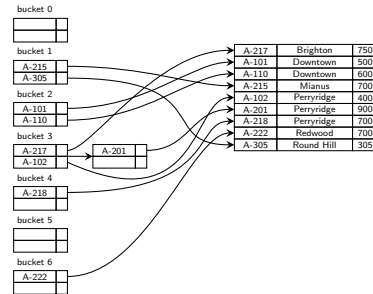 bucket 0
bucket 1
A-215
A-305
bucket 2
A-101
A-110
bucket 3
A-217
A-102
A-201
bucket 4
A-218
bucket 5
bucket 6
A-222
A-217 Brighton 750
A-101 Downtown 500
A-110 Downtown 600
A-215 Mianus 700
A-102 Perryridge 400
A-201 Perryridge 900
A-218 Perryridge 700
A-222 Redwood 700
A-305 Round Hill 305